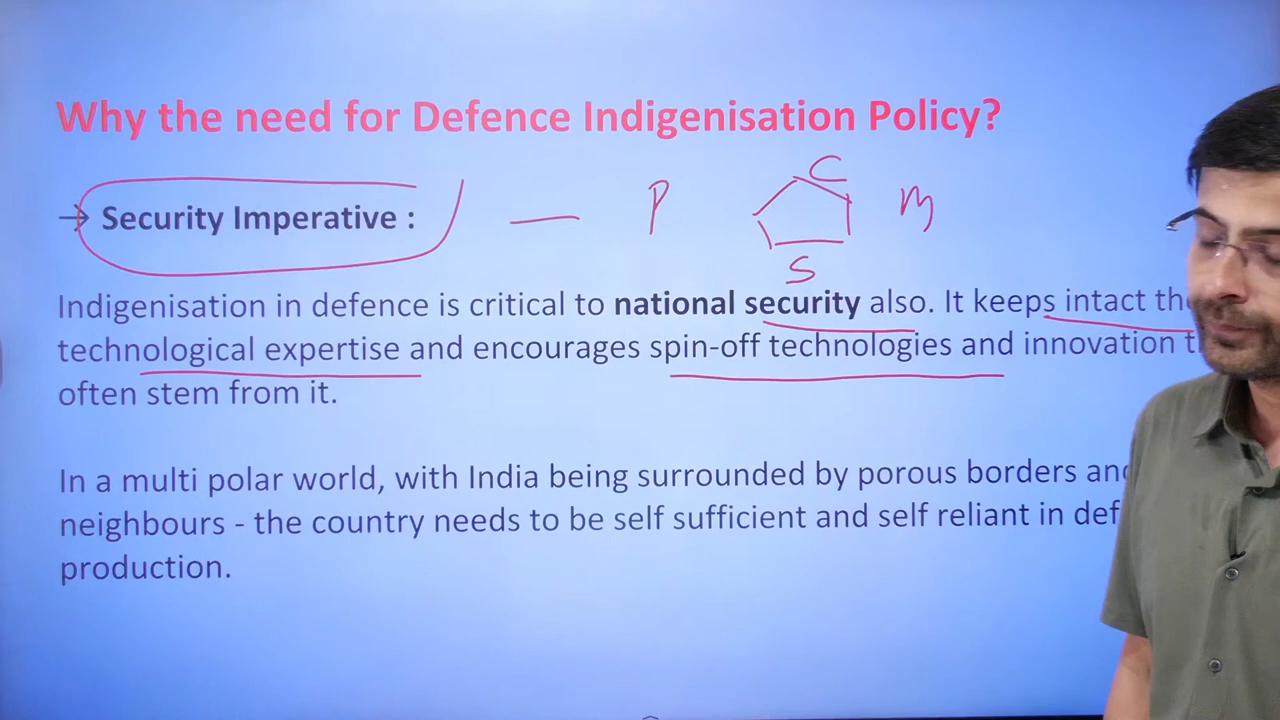 Why the need for Defence Indigenisation Policy?
→ Security Imperative : — P C M
S
Indigenisation in defence is critical to national security also. It keeps intact
technological expertise and encourages spin-off technologies and innovation
often stem from it.
In a multi polar world, with India being surrounded by porous borders
neighbours - the country needs to be self sufficient and self reliant in
production.